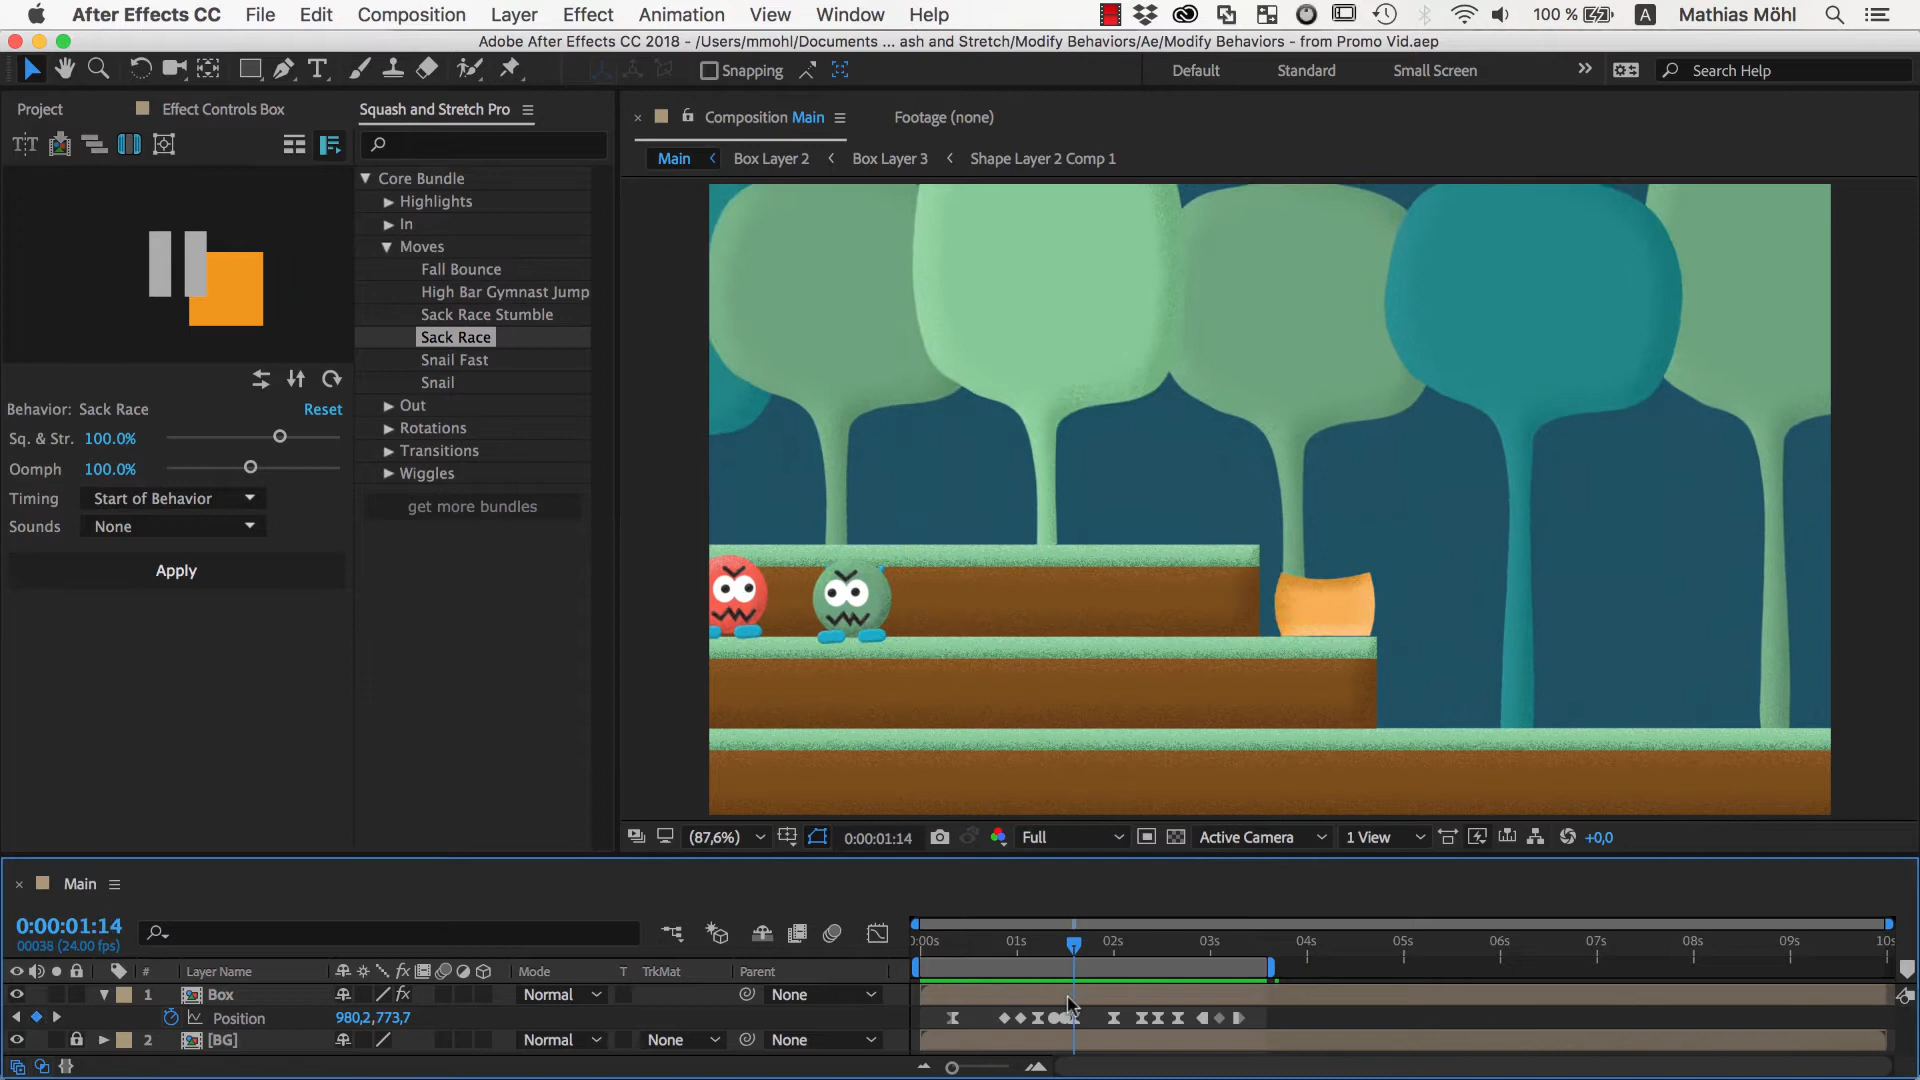 After Effects CC File Edit Composition Layer Effect Animation View Window Help 100 % A Mathias Möhl
Adobe After Effects CC 2018 - /Users/mmohl/Documents ... ash and Stretch/Modify Behaviors/Ae/Modify Behaviors - from Promo Vid.aep
Snapping Default Standard Small Screen Search Help
Project Effect Controls Box Squash and Stretch Pro
Composition Main Footage (none)
Main Box Layer 2 Box Layer 3 Shape Layer 2 Comp 1
Core Bundle
Highlights
In
Moves
Fall Bounce
High Bar Gymnast Jump
Sack Race Stumble
Sack Race
Snail Fast
Snail
Out
Rotations
Transitions
Wiggles
get more bundles
Behavior: Sack Race Reset
Sq. & Str. 100.0%
Oomph 100.0%
Timing Start of Behavior
Sounds None
Apply
(87,6%) 0:00:01:14 Full Active Camera 1 View +0,0
Main
0:00:01:14
00038 (24.00 fps)
:00s 01s 02s 03s 04s 05s 06s 07s 08s 09s 10s
# Layer Name fx Mode T TrkMat Parent
1 Box fx Normal None
Position 980,2,773,7
2 [BG] Normal None None